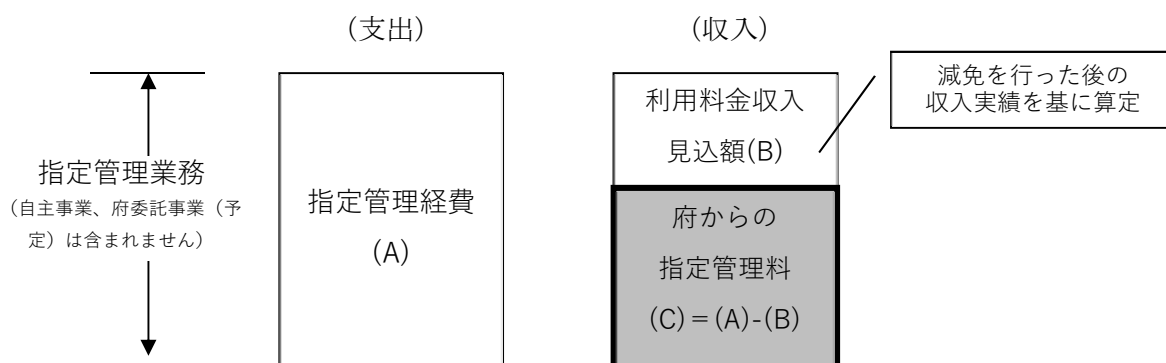 （支出）
（収入）
減免を行った後の
収入実績を基に算定
利用料金収入
見込額(B)
指定管理業務
（自主事業、府委託事業（予
定）は含まれません）
指定管理経費
(A)
府からの
指定管理料
(C)＝(A)-(B)